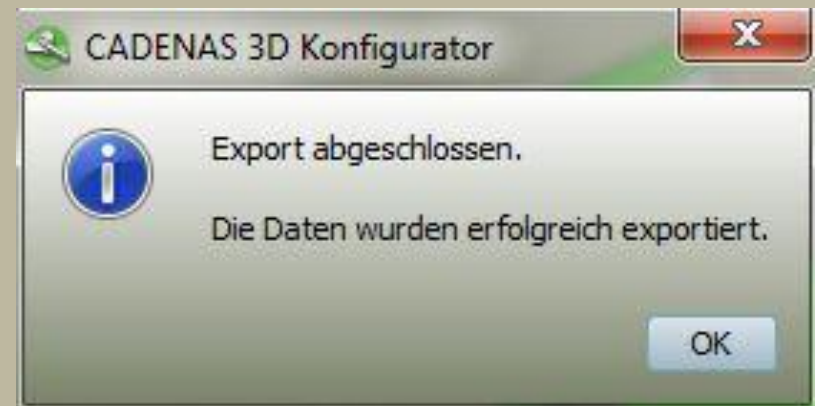 CADENAS 3D Konfigurator
Export abgeschlossen.
Die Daten wurden erfolgreich exportiert.
OK